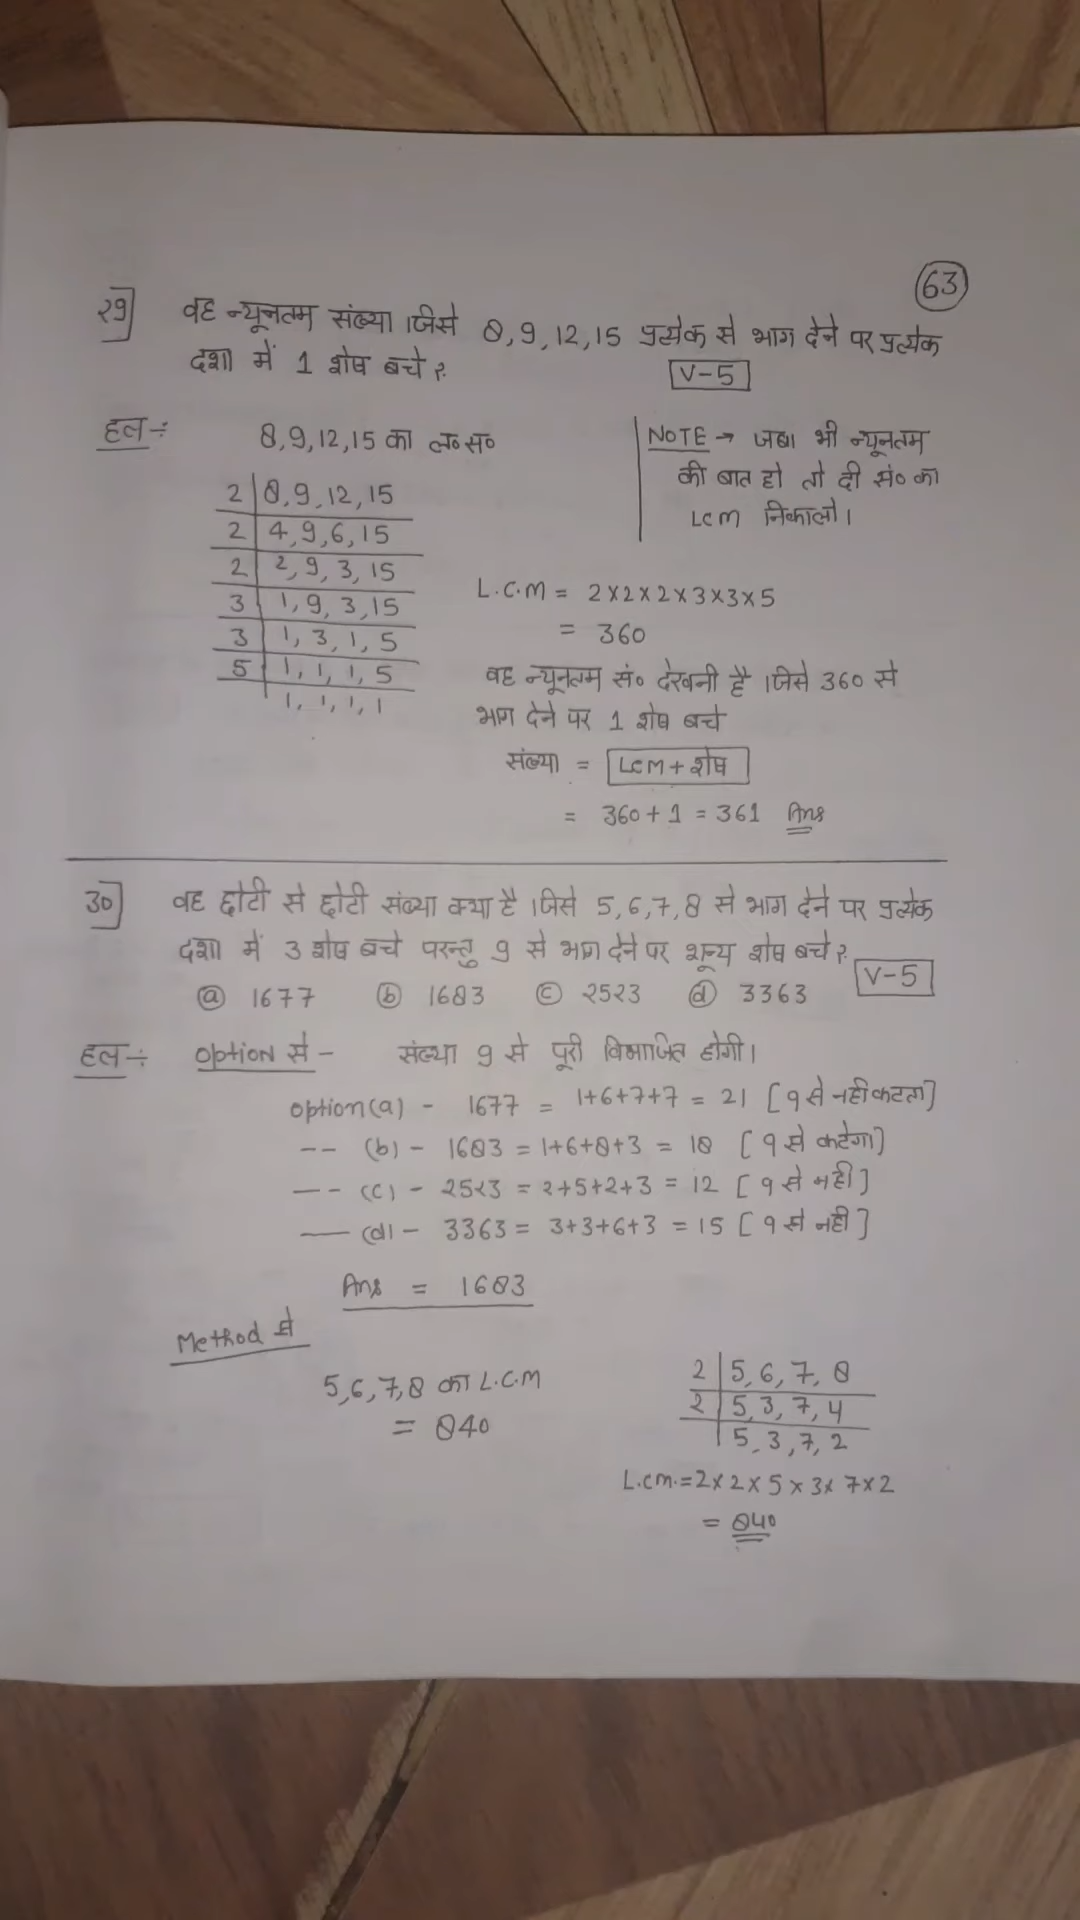 63
29] वह न्यूनतम संख्या जिसे 8, 9, 12, 15 प्रत्येक से भाग देने पर प्रत्येक
दशा में 1 शेष बचे ?
V-5
हल ÷ 8, 9, 12, 15 का ल० स०
NOTE → जब भी न्यूनतम
की बात हो तो दी सं० का
LCM निकालो।
2 | 8, 9, 12, 15
2 | 4, 9, 6, 15
2 | 2, 9, 3, 15
3 | 1, 9, 3, 15
3 | 1, 3, 1, 5
5 | 1, 1, 1, 5
1, 1, 1, 1
L.C.M = 2×2×2×3×3×5
= 360
वह न्यूनतम सं० देखनी है जिसे 360 से
भाग देने पर 1 शेष बचे
संख्या = LCM + शेष
= 360 + 1 = 361 Ans
30] वह छोटी से छोटी संख्या क्या है जिसे 5, 6, 7, 8 से भाग देने पर प्रत्येक
दशा में 3 शेष बचे परन्तु 9 से भाग देने पर शून्य शेष बचे ?
V-5
(a) 1677 (b) 1683 (c) 2523 (d) 3363
हल ÷ option से - संख्या 9 से पूरी विभाजित होगी।
option (a) - 1677 = 1+6+7+7 = 21 [9 से नही कटता]
-- (b) - 1683 = 1+6+8+3 = 18 [9 से कटेगा]
-- (c) - 2523 = 2+5+2+3 = 12 [9 से नही]
— (d) - 3363 = 3+3+6+3 = 15 [9 से नही]
Ans = 1683
Method से
5, 6, 7, 8 का L.C.M
= 840
2 | 5, 6, 7, 8
2 | 5, 3, 7, 4
5, 3, 7, 2
L.cm. = 2×2×5×3×7×2
= 840